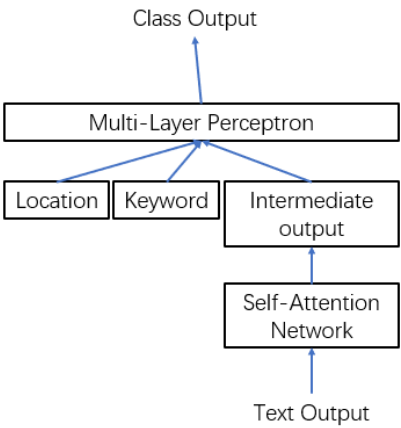 Class Output
Multi-Layer Perceptron
Location
Keyword
Intermediate
output
Self-Attention
Network
Text Output